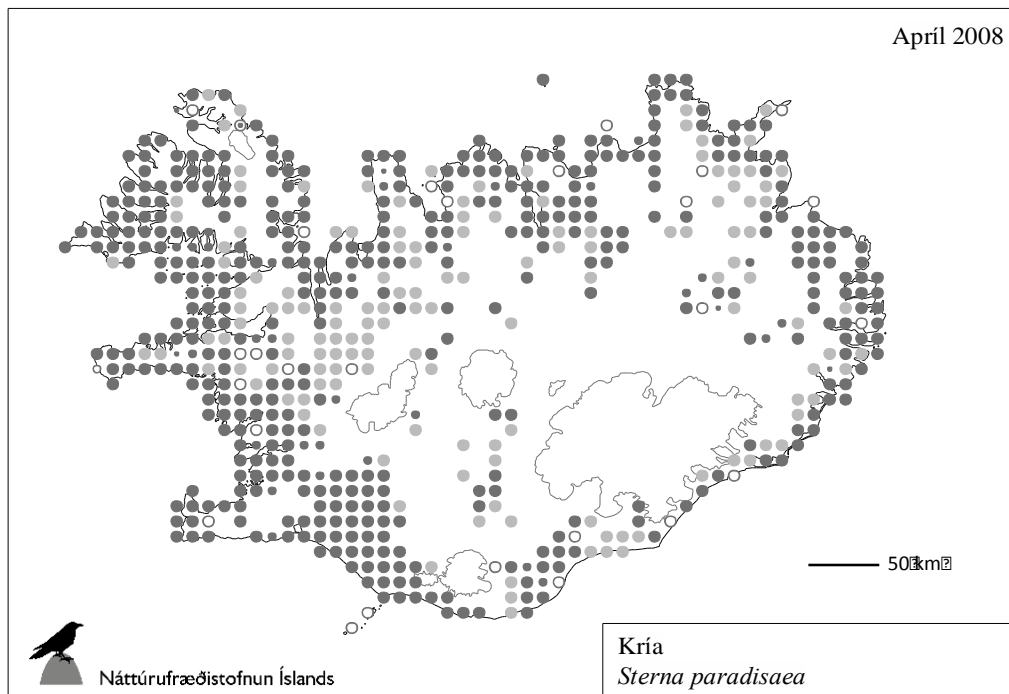 Apríl 2008
50 km
Náttúrufræðistofnun Íslands
Kría
Sterna paradisaea